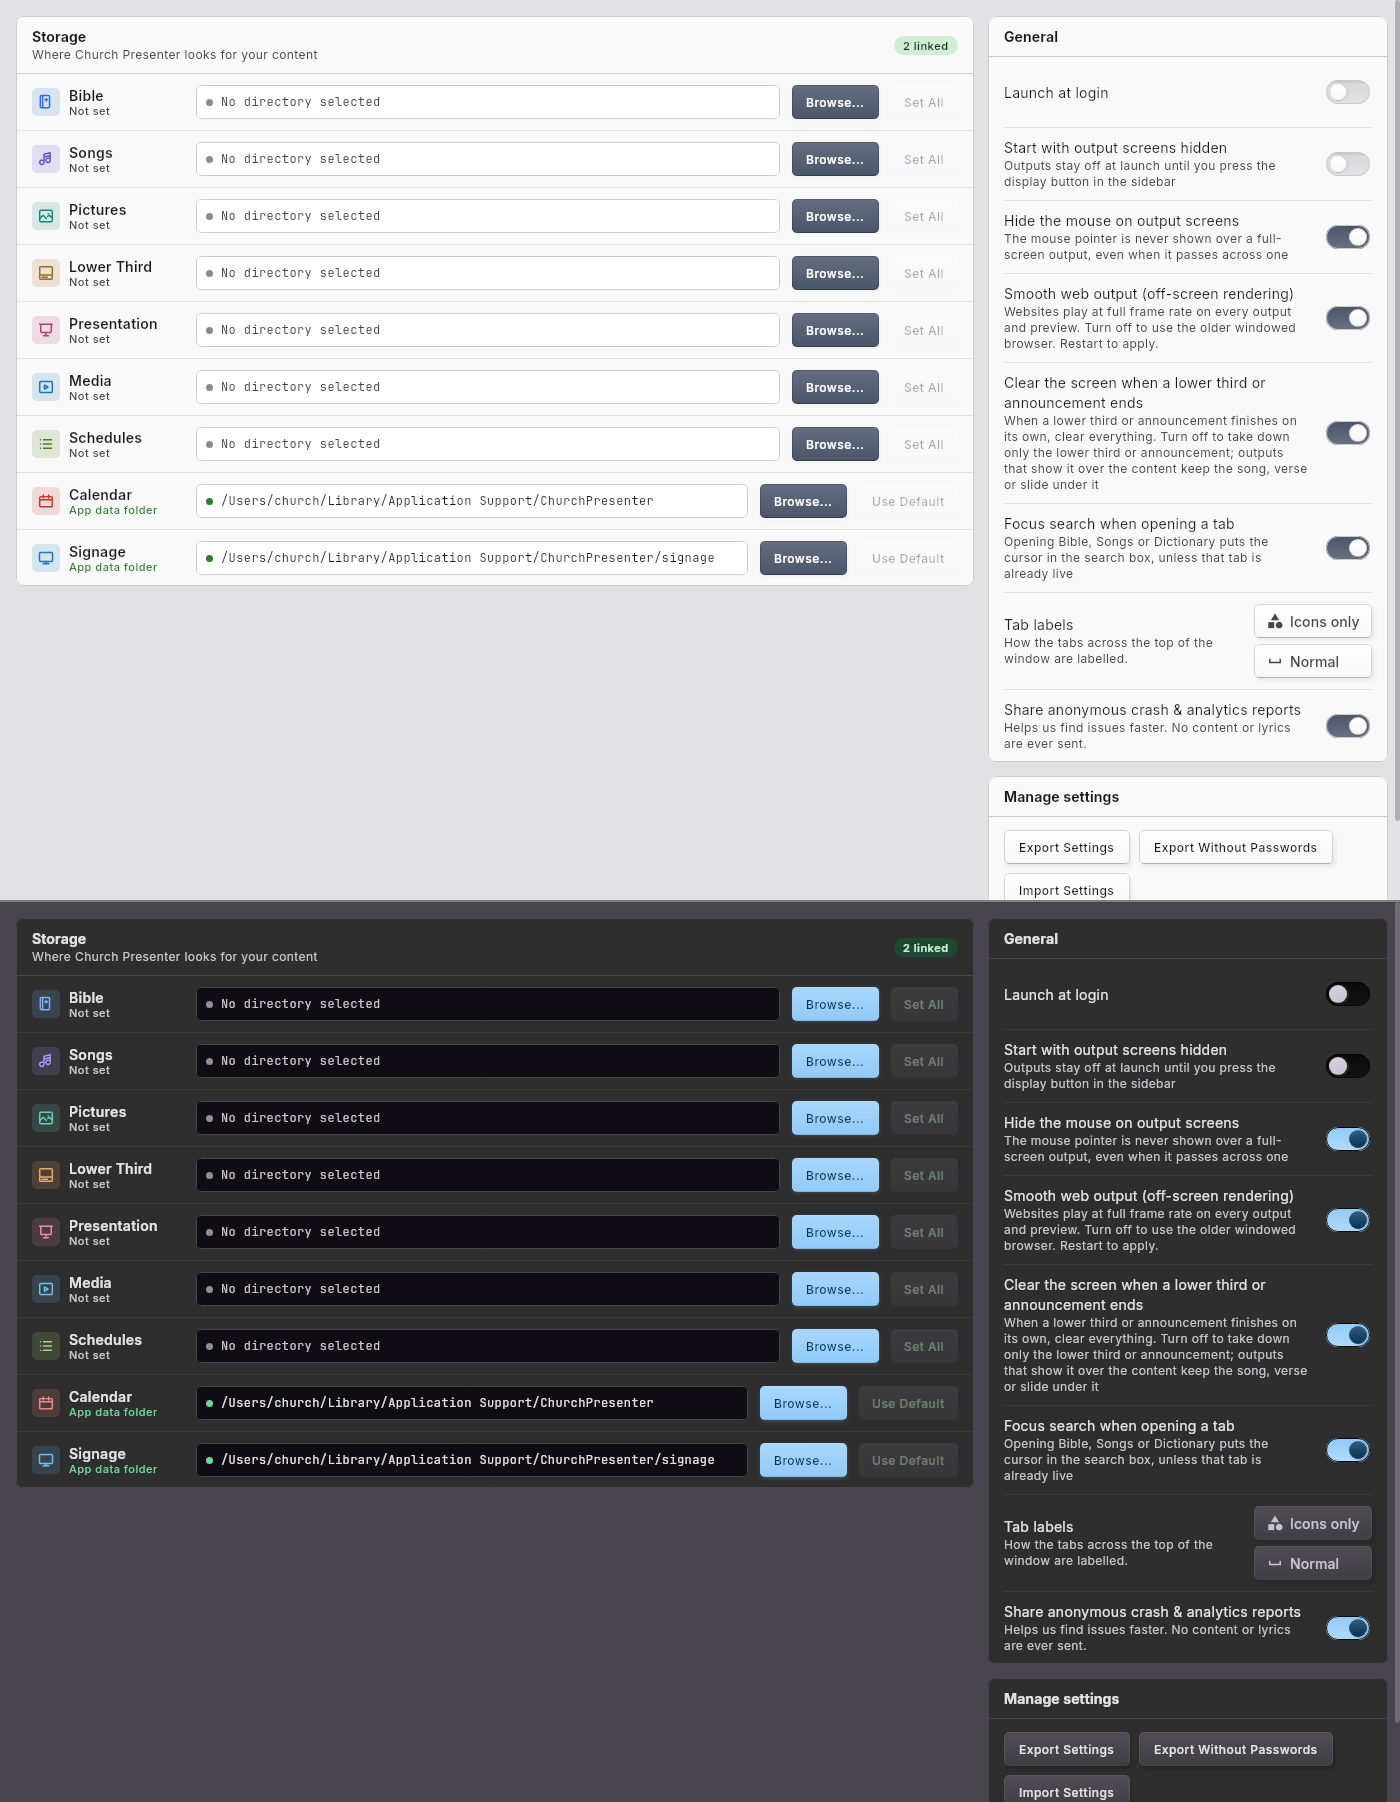 Storage
Where Church Presenter looks for your content
2 linked
Bible
Not set
No directory selected
Browse...
Set All
Songs
Not set
No directory selected
Browse...
Set All
Pictures
Not set
No directory selected
Browse...
Set All
Lower Third
Not set
No directory selected
Browse...
Set All
Presentation
Not set
No directory selected
Browse...
Set All
Media
Not set
No directory selected
Browse...
Set All
Schedules
Not set
No directory selected
Browse...
Set All
Calendar
App data folder
/Users/church/Library/Application Support/ChurchPresenter
Browse...
Use Default
Signage
App data folder
/Users/church/Library/Application Support/ChurchPresenter/signage
Browse...
Use Default
General
Launch at login
Start with output screens hidden
Outputs stay off at launch until you press the
display button in the sidebar
Hide the mouse on output screens
The mouse pointer is never shown over a full-
screen output, even when it passes across one
Smooth web output (off-screen rendering)
Websites play at full frame rate on every output
and preview. Turn off to use the older windowed
browser. Restart to apply.
Clear the screen when a lower third or
announcement ends
When a lower third or announcement finishes on
its own, clear everything. Turn off to take down
only the lower third or announcement; outputs
that show it over the content keep the song, verse
or slide under it
Focus search when opening a tab
Opening Bible, Songs or Dictionary puts the
cursor in the search box, unless that tab is
already live
Tab labels
How the tabs across the top of the
window are labelled.
Icons only
Normal
Share anonymous crash & analytics reports
Helps us find issues faster. No content or lyrics
are ever sent.
Manage settings
Export Settings
Export Without Passwords
Import Settings
Storage
Where Church Presenter looks for your content
2 linked
Bible
Not set
No directory selected
Browse...
Set All
Songs
Not set
No directory selected
Browse...
Set All
Pictures
Not set
No directory selected
Browse...
Set All
Lower Third
Not set
No directory selected
Browse...
Set All
Presentation
Not set
No directory selected
Browse...
Set All
Media
Not set
No directory selected
Browse...
Set All
Schedules
Not set
No directory selected
Browse...
Set All
Calendar
App data folder
/Users/church/Library/Application Support/ChurchPresenter
Browse...
Use Default
Signage
App data folder
/Users/church/Library/Application Support/ChurchPresenter/signage
Browse...
Use Default
General
Launch at login
Start with output screens hidden
Outputs stay off at launch until you press the
display button in the sidebar
Hide the mouse on output screens
The mouse pointer is never shown over a full-
screen output, even when it passes across one
Smooth web output (off-screen rendering)
Websites play at full frame rate on every output
and preview. Turn off to use the older windowed
browser. Restart to apply.
Clear the screen when a lower third or
announcement ends
When a lower third or announcement finishes on
its own, clear everything. Turn off to take down
only the lower third or announcement; outputs
that show it over the content keep the song, verse
or slide under it
Focus search when opening a tab
Opening Bible, Songs or Dictionary puts the
cursor in the search box, unless that tab is
already live
Tab labels
How the tabs across the top of the
window are labelled.
Icons only
Normal
Share anonymous crash & analytics reports
Helps us find issues faster. No content or lyrics
are ever sent.
Manage settings
Export Settings
Export Without Passwords
Import Settings